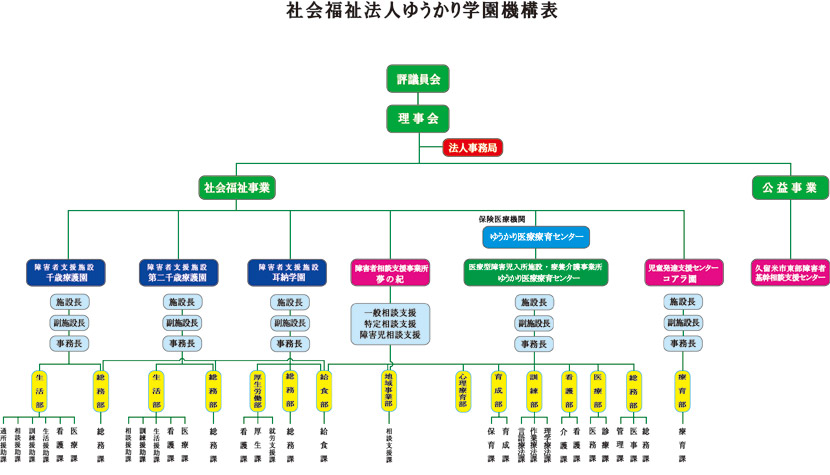 社会福祉法人ゆうかり学園機構表
評議員会
理事会
法人事務局
社会福祉事業
公益事業
保険医療機関
ゆうかり医療療育センター
障害者支援施設
千歳療護園
障害者支援施設
第二千歳療護園
障害者支援施設
耳納学園
障害者相談支援事業所
夢の紀
医療型障害児入所施設・療養介護事業所
ゆうかり医療療育センター
児童発達支援センター
コアラ園
久留米市東部障害者
基幹相談支援センター
施設長
副施設長
事務長
施設長
副施設長
事務長
施設長
副施設長
事務長
一般相談支援
特定相談支援
障害児相談支援
施設長
副施設長
事務長
施設長
副施設長
事務長
生活部
総務部
生活部
総務部
厚生労働部
総務部
給食部
地域事業部
心理療育部
育成部
訓練部
看護部
医療部
総務部
療育部
通所援助課
相談援助課
訓練援助課
生活援助課
看護課
医療課
総務課
相談援助課
訓練援助課
生活援助課
看護課
医療課
総務課
看護課
厚生課
就労支援課
総務課
給食課
相談支援課
保育課
育成課
言語療法課
作業療法課
理学療法課
介護課
看護課
医務課
診療課
管理課
医事課
総務課
療育課